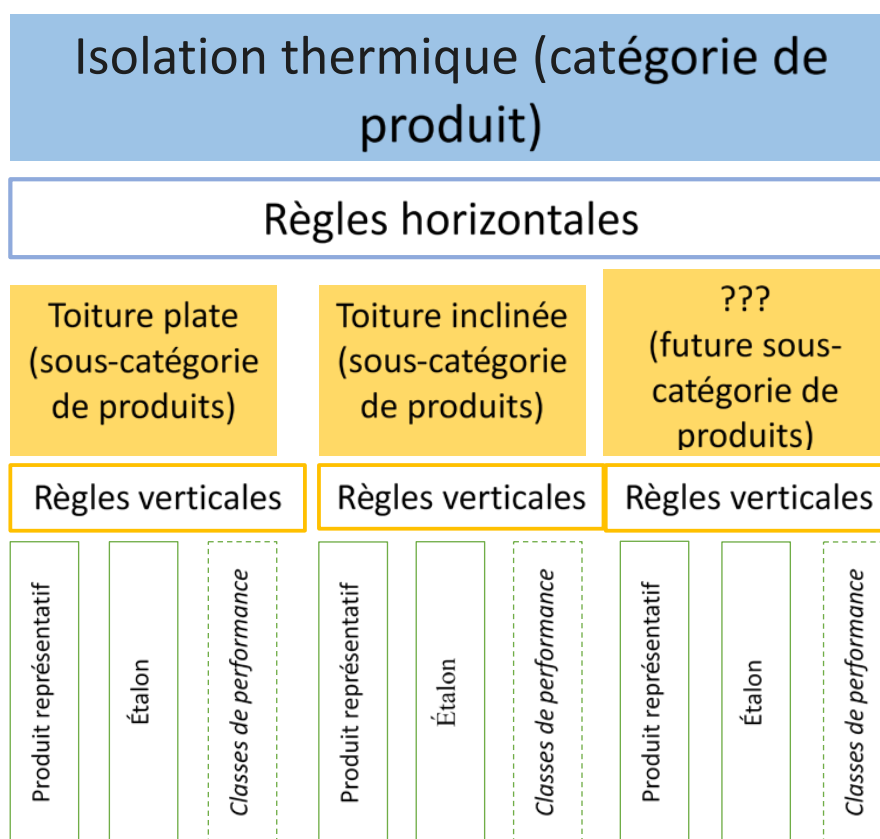 Isolation thermique (catégorie de
produit)
Règles horizontales
Toiture plate
(sous-catégorie
de produits)
Toiture inclinée
(sous-catégorie
de produits)
???
(future sous-
catégorie de
produits)
Règles verticales
Règles verticales
Règles verticales
Produit représentatif
Étalon
Classes de performance
Produit représentatif
Étalon
Classes de performance
Produit représentatif
Étalon
Classes de performance